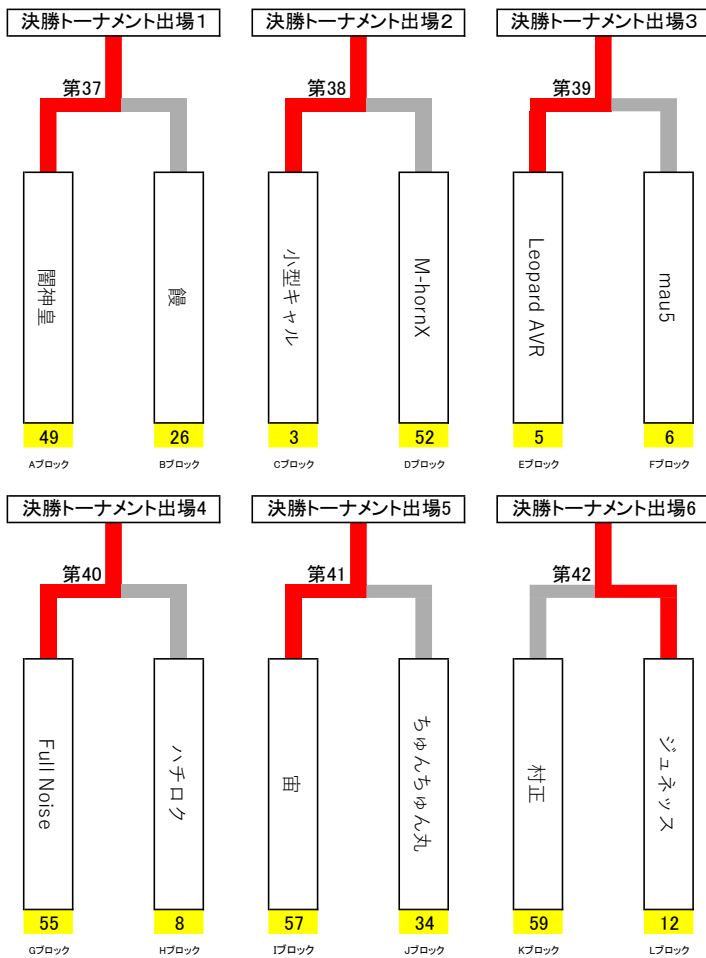 決勝トーナメント出場1
決勝トーナメント出場2
決勝トーナメント出場3
第37
第38
第39
闇神皇
饅
小型キャル
M-hornX
Leopard AVR
mau5
49
26
3
52
5
6
Aブロック
Bブロック
Cブロック
Dブロック
Eブロック
Fブロック
決勝トーナメント出場4
決勝トーナメント出場5
決勝トーナメント出場6
第40
第41
第42
Full Noise
ハチロク
宙
ちゅんちゅん丸
村正
ジュネッス
55
8
57
34
59
12
Gブロック
Hブロック
Iブロック
Jブロック
Kブロック
Lブロック